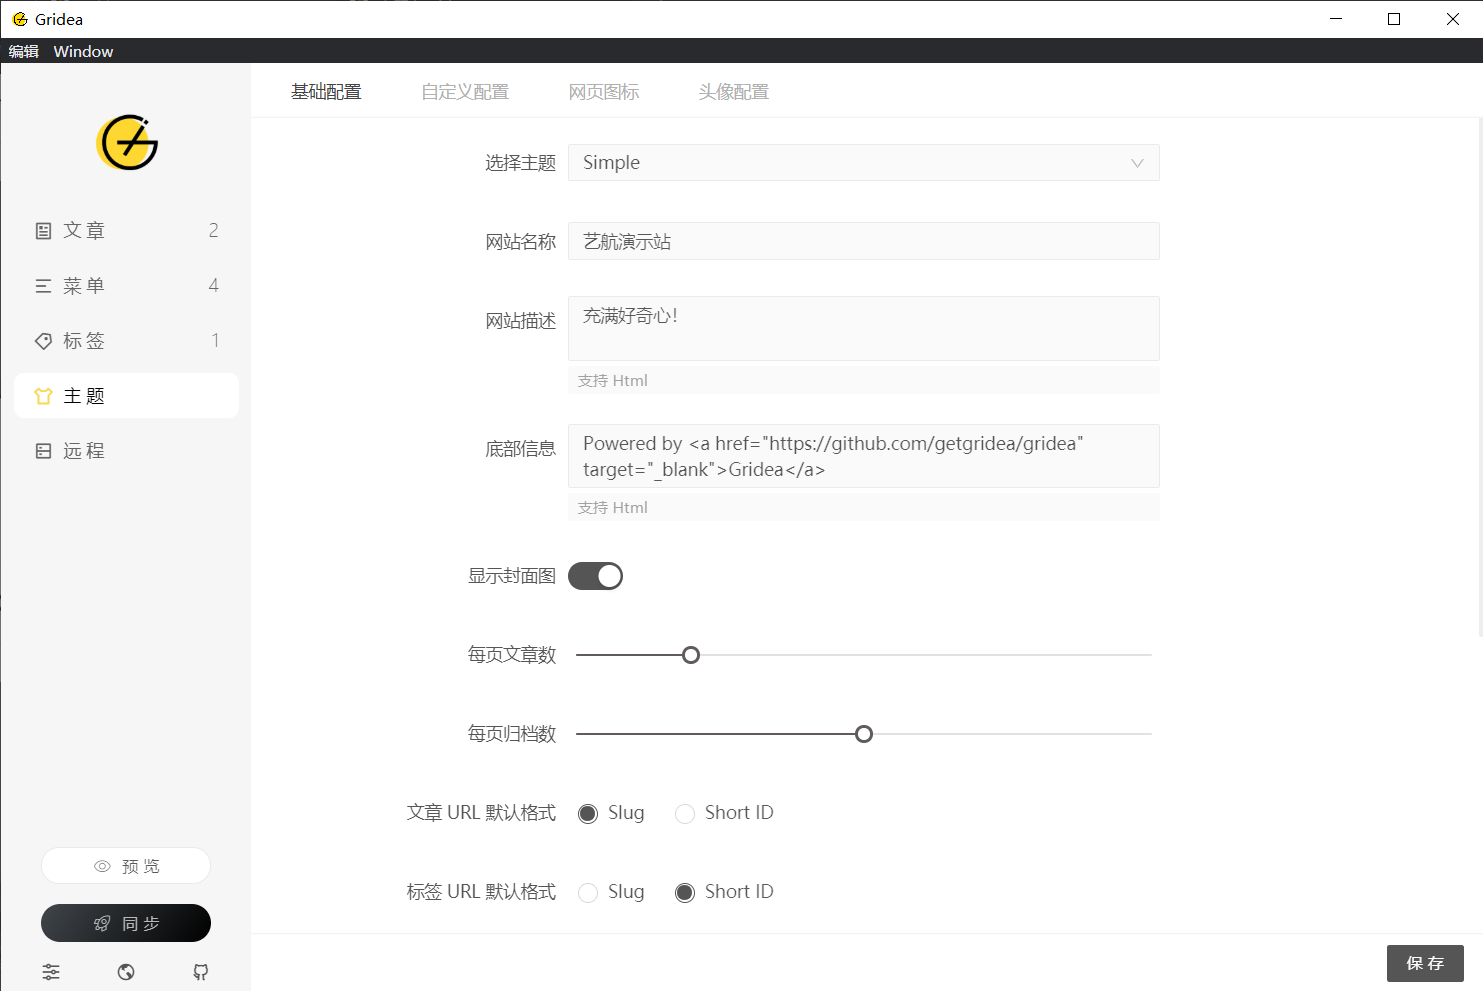 Gridea
编辑 Window
基础配置 自定义配置 网页图标 头像配置
文章 2
菜单 4
标签 1
主题
远程
预览
同步
选择主题 Simple
网站名称 艺航演示站
网站描述 充满好奇心!
支持 Html
底部信息 Powered by <a href="https://github.com/getgridea/gridea"
target="_blank">Gridea</a>
支持 Html
显示封面图
每页文章数
每页归档数
文章 URL 默认格式 Slug Short ID
标签 URL 默认格式 Slug Short ID
保存